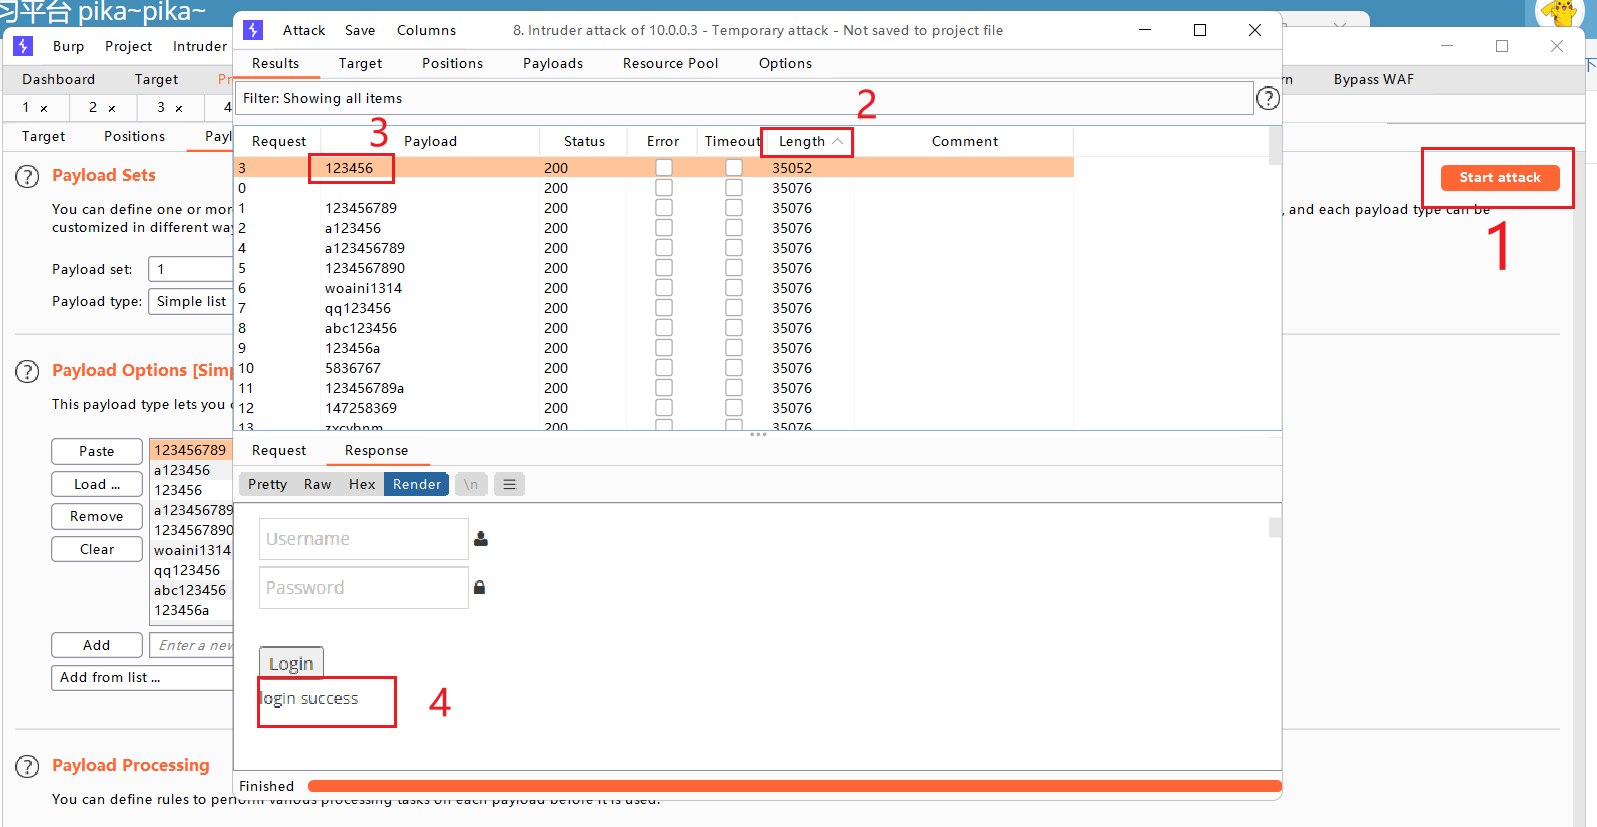 习平台 pika~pika~
Burp Project Intruder
Dashboard Target
Bypass WAF
1 × 2 × 3 × 4
Target Positions
Payload Sets
You can define one or
, and each payload type can be
customized in different
Payload set: 1
Payload type: Simple list
Payload Options
This payload type lets you
Paste
Load ...
Remove
Clear
123456789
a123456
123456
a123456789
1234567890
woaini1314
qq123456
abc123456
123456a
Add Enter a new
Add from list ...
Payload Processing
You can define rules to perform various processing tasks on each payload before it is used.
Start attack
1
Attack Save Columns 8. Intruder attack of 10.0.0.3 - Temporary attack - Not saved to project file
Results Target Positions Payloads Resource Pool Options
Filter: Showing all items
?
2
3
Request Payload Status Error Timeout Length Comment
3 123456 200 35052
0 200 35076
1 123456789 200 35076
2 a123456 200 35076
4 a123456789 200 35076
5 1234567890 200 35076
6 woaini1314 200 35076
7 qq123456 200 35076
8 abc123456 200 35076
9 123456a 200 35076
10 5836767 200 35076
11 123456789a 200 35076
12 147258369 200 35076
13 zxcvbnm 200 35076
Request Response
Pretty Raw Hex Render \n
Username
Password
Login
login success
4
Finished